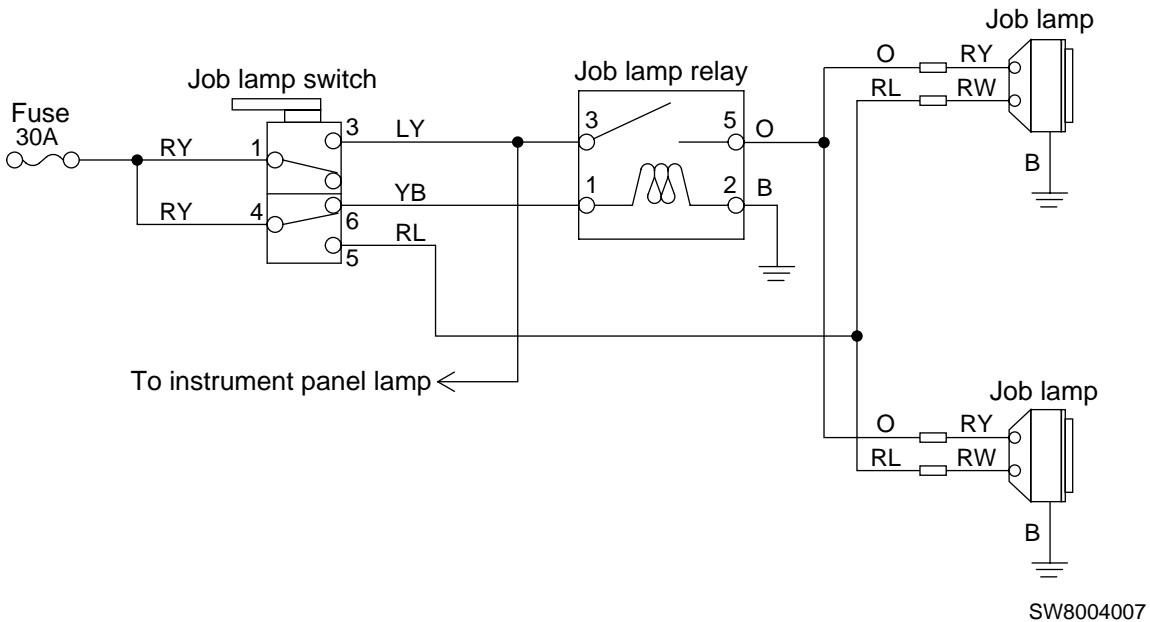 Job lamp
O RY
RL RW
B
Job lamp switch
Job lamp relay
Fuse
30A
RY 1 3 LY
RY 4 6 YB
5 RL
3 5 O
1 2 B
To instrument panel lamp
Job lamp
O RY
RL RW
B
SW8004007